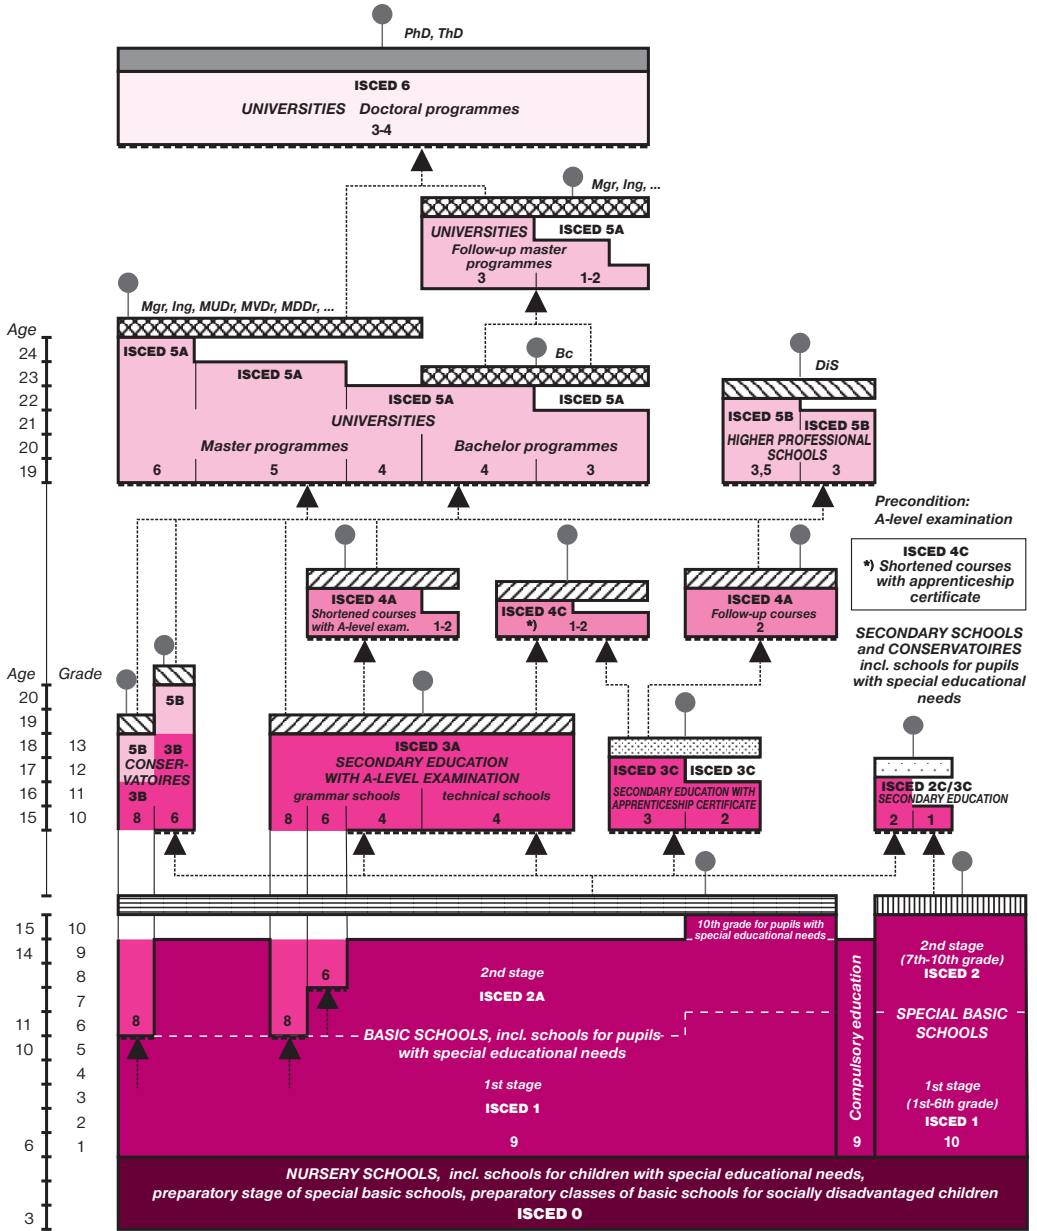 PhD, ThD
ISCED 6
UNIVERSITIES Doctoral programmes
3-4
Mgr, Ing, ...
UNIVERSITIES
ISCED 5A
Follow-up master
programmes
3
1-2
Mgr, Ing, MUDr, MVDr, MDDr, ...
Age
24
23
22
21
20
19
ISCED 5A
ISCED 5A
ISCED 5A
Bc
ISCED 5A
UNIVERSITIES
Master programmes
Bachelor programmes
6
5
4
4
3
DiS
ISCED 5B
ISCED 5B
HIGHER PROFESSIONAL
SCHOOLS
3,5
3
Precondition:
A-level examination
ISCED 4C
*) Shortened courses
with apprenticeship
certificate
ISCED 4A
Shortened courses
with A-level exam.
1-2
ISCED 4C
*)
1-2
ISCED 4A
Follow-up courses
2
SECONDARY SCHOOLS
and CONSERVATOIRES
incl. schools for pupils
with special educational
needs
Age
Grade
20
19
18
13
17
12
16
11
15
10
5B
5B
3B
CONSER-
VATOIRES
3B
8
6
ISCED 3A
SECONDARY EDUCATION
WITH A-LEVEL EXAMINATION
grammar schools
technical schools
8
6
4
4
ISCED 3C
ISCED 3C
SECONDARY EDUCATION WITH
APPRENTICESHIP CERTIFICATE
3
2
ISCED 2C/3C
SECONDARY EDUCATION
2
1
15
10
14
9
8
7
11
6
10
5
4
3
2
6
1
3
10th grade for pupils with
special educational needs
8
8
6
2nd stage
ISCED 2A
BASIC SCHOOLS, incl. schools for pupils
with special educational needs
1st stage
ISCED 1
9
Compulsory education
9
2nd stage
(7th-10th grade)
ISCED 2
SPECIAL BASIC
SCHOOLS
1st stage
(1st-6th grade)
ISCED 1
10
NURSERY SCHOOLS, incl. schools for children with special educational needs,
preparatory stage of special basic schools, preparatory classes of basic schools for socially disadvantaged children
ISCED 0